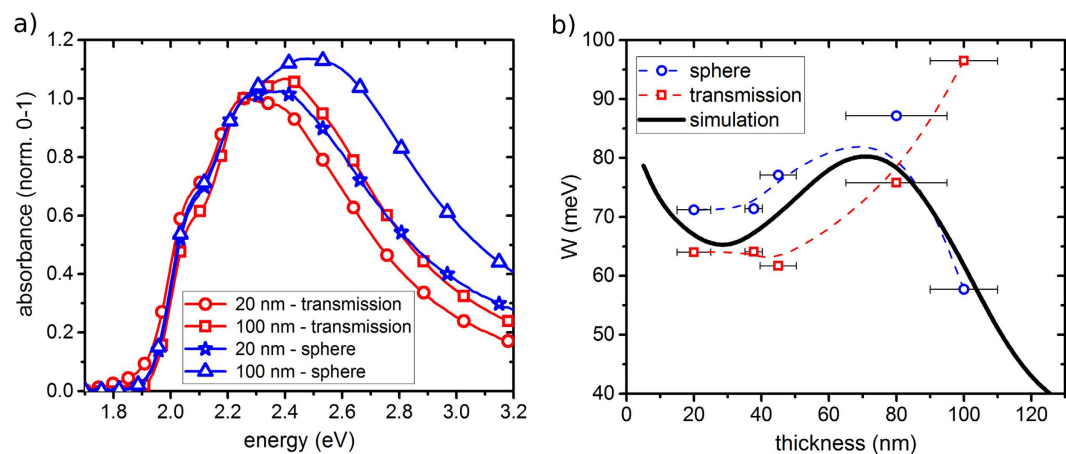 a)
absorbance (norm. 0-1)
1.2
1.0
0.8
0.6
0.4
0.2
0.0
20 nm - transmission
100 nm - transmission
20 nm - sphere
100 nm - sphere
1.8 2.0 2.2 2.4 2.6 2.8 3.0 3.2
energy (eV)
b)
W (meV)
100
90
80
70
60
50
40
sphere
transmission
simulation
0 20 40 60 80 100 120
thickness (nm)